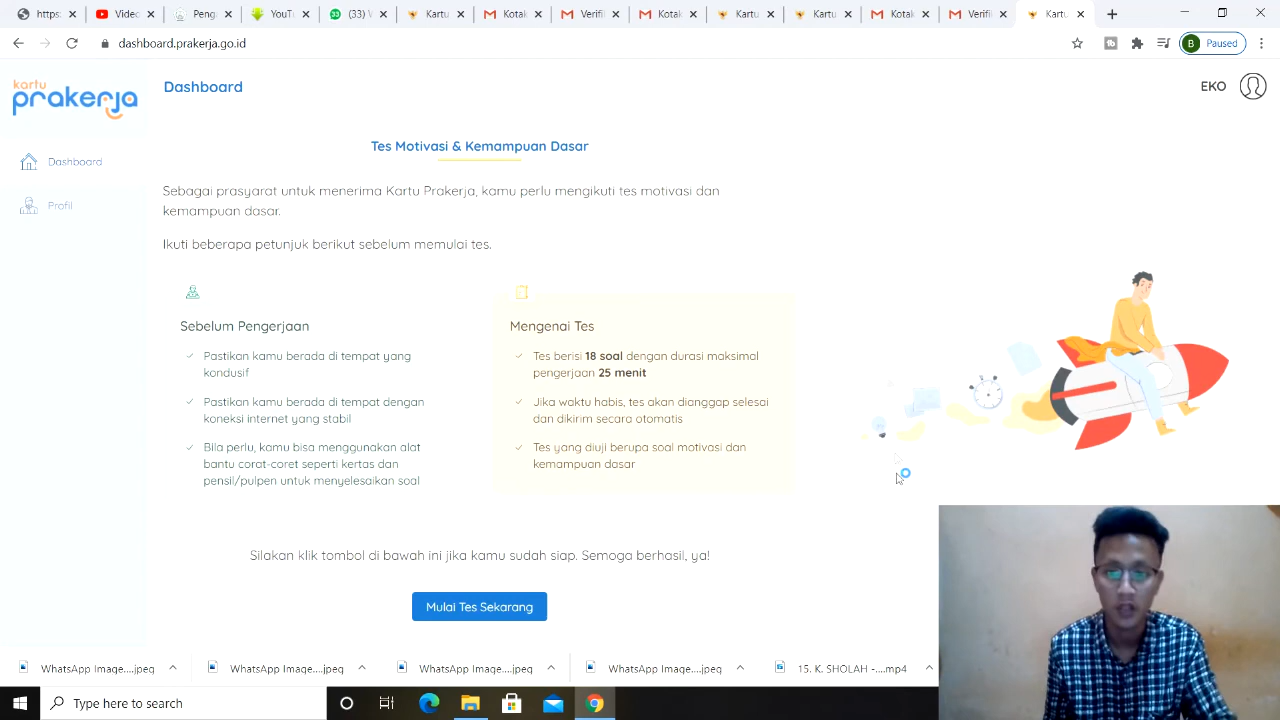 https:
Video
Peng
YouTu
(33) W
Kartu
Kotak
Verifi
Kotak
Kartu
Kartu
Kotak
Verifi
Kartu
dashboard.prakerja.go.id
B Paused
kartu
prakerja
Dashboard
EKO
Dashboard
Profil
Tes Motivasi & Kemampuan Dasar
Sebagai prasyarat untuk menerima Kartu Prakerja, kamu perlu mengikuti tes motivasi dan
kemampuan dasar.
Ikuti beberapa petunjuk berikut sebelum memulai tes.
Sebelum Pengerjaan
Pastikan kamu berada di tempat yang
kondusif
Pastikan kamu berada di tempat dengan
koneksi internet yang stabil
Bila perlu, kamu bisa menggunakan alat
bantu corat-coret seperti kertas dan
pensil/pulpen untuk menyelesaikan soal
Mengenai Tes
Tes berisi 18 soal dengan durasi maksimal
pengerjaan 25 menit
Jika waktu habis, tes akan dianggap selesai
dan dikirim secara otomatis
Tes yang diuji berupa soal motivasi dan
kemampuan dasar
Silakan klik tombol di bawah ini jika kamu sudah siap. Semoga berhasil, ya!
Mulai Tes Sekarang
WhatsApp Image....jpeg
WhatsApp Image....jpeg
WhatsApp Image....jpeg
WhatsApp Image....jpeg
15. K. SHOLAH -....mp4
Type here to search